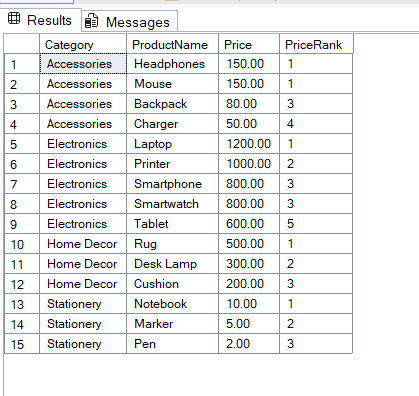 Results Messages
Category ProductName Price PriceRank
1 Accessories Headphones 150.00 1
2 Accessories Mouse 150.00 1
3 Accessories Backpack 80.00 3
4 Accessories Charger 50.00 4
5 Electronics Laptop 1200.00 1
6 Electronics Printer 1000.00 2
7 Electronics Smartphone 800.00 3
8 Electronics Smartwatch 800.00 3
9 Electronics Tablet 600.00 5
10 Home Decor Rug 500.00 1
11 Home Decor Desk Lamp 300.00 2
12 Home Decor Cushion 200.00 3
13 Stationery Notebook 10.00 1
14 Stationery Marker 5.00 2
15 Stationery Pen 2.00 3